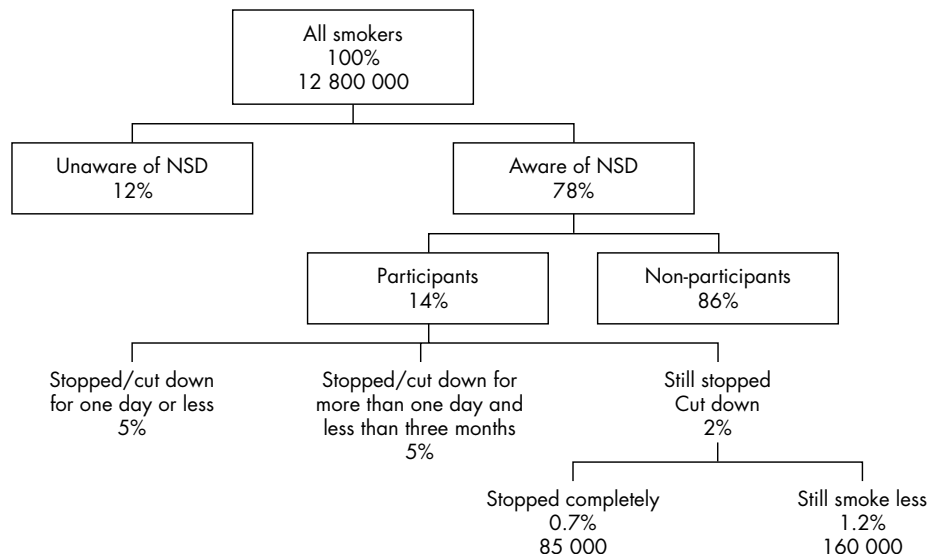 All smokers
100%
12 800 000
Unaware of NSD
12%
Aware of NSD
78%
Participants
14%
Non-participants
86%
Stopped/cut down
for one day or less
5%
Stopped/cut down for
more than one day and
less than three months
5%
Still stopped
Cut down
2%
Stopped completely
0.7%
85 000
Still smoke less
1.2%
160 000